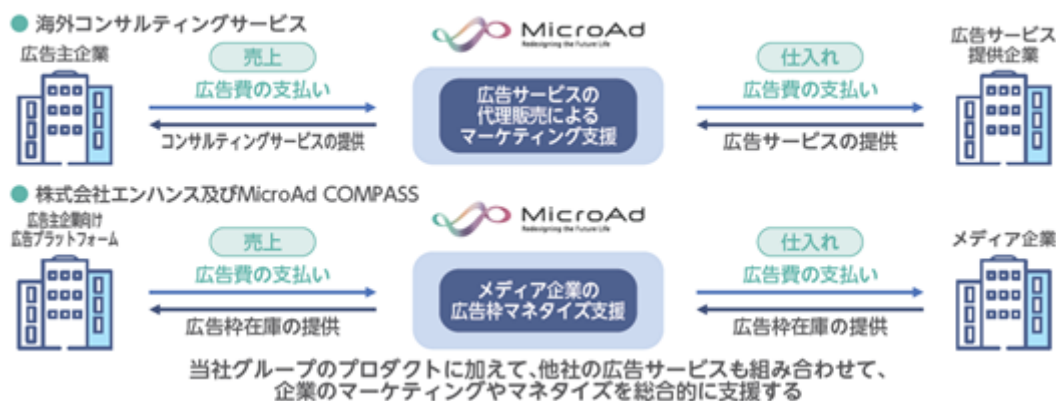 ● 海外コンサルティングサービス
広告主企業
売上
広告費の支払い
コンサルティングサービスの提供
MicroAd
Redesigning the Future Life
広告サービスの
代理販売による
マーケティング支援
仕入れ
広告費の支払い
広告サービスの提供
広告サービス
提供企業
● 株式会社エンハンス及びMicroAd COMPASS
広告主企業向け
広告プラットフォーム
売上
広告費の支払い
広告枠在庫の提供
MicroAd
Redesigning the Future Life
メディア企業の
広告枠マネタイズ支援
仕入れ
広告費の支払い
広告枠在庫の提供
メディア企業
当社グループのプロダクトに加えて、他社の広告サービスも組み合わせて、
企業のマーケティングやマネタイズを総合的に支援する